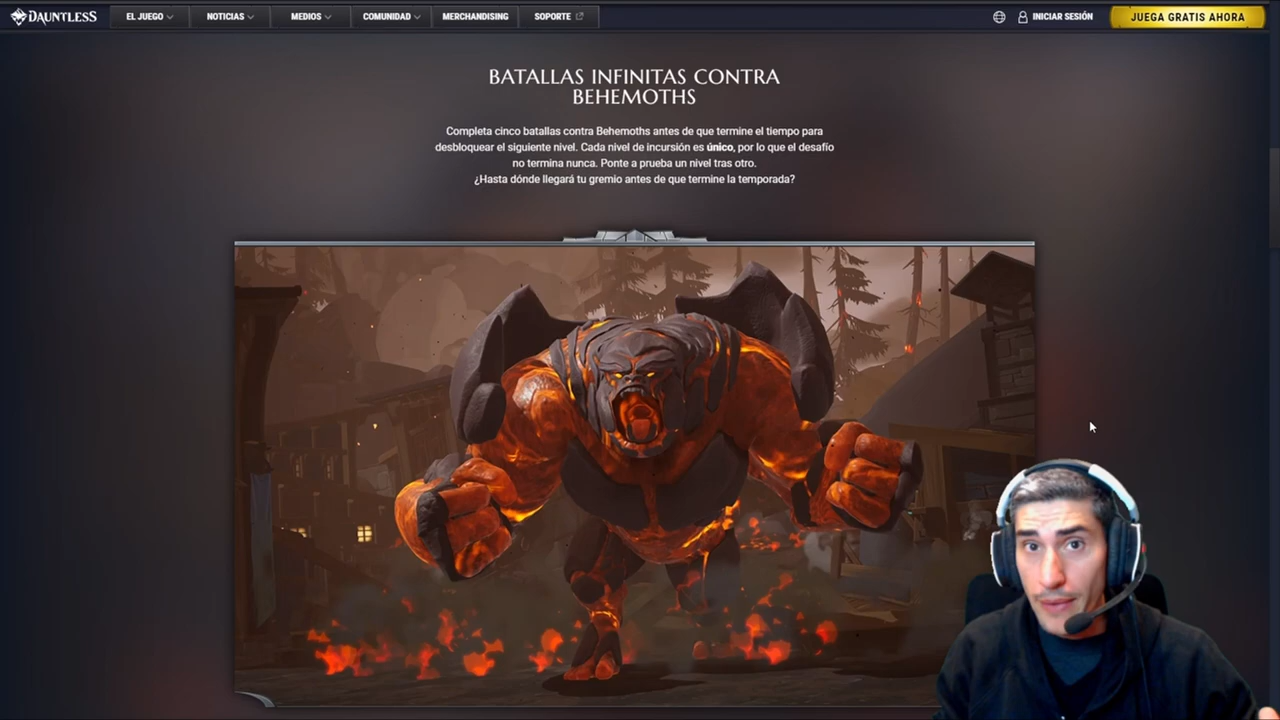 DAUNTLESS
EL JUEGO
NOTICIAS
MEDIOS
COMUNIDAD
MERCHANDISING
SOPORTE
INICIAR SESIÓN
JUEGA GRATIS AHORA
BATALLAS INFINITAS CONTRA
BEHEMOTHS
Completa cinco batallas contra Behemoths antes de que termine el tiempo para
desbloquear el siguiente nivel. Cada nivel de incursión es único, por lo que el desafío
no termina nunca. Ponte a prueba un nivel tras otro.
¿Hasta dónde llegará tu gremio antes de que termine la temporada?